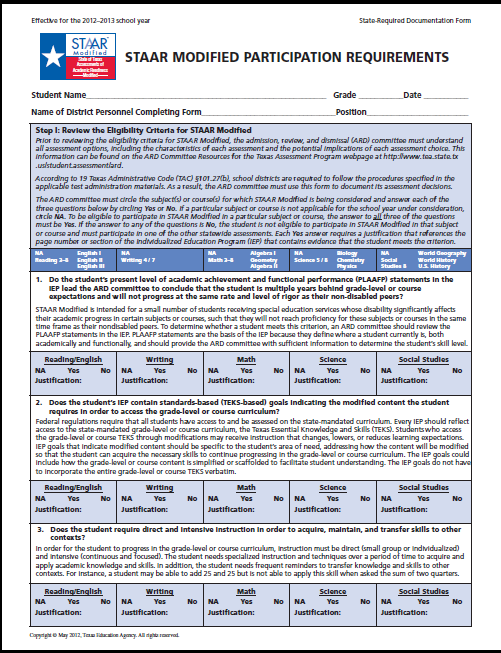 Effective for the 2012–2013 school year
State-Required Documentation Form
STAAR
Modified
State of Texas
Assessments of
Academic Readiness
Modified
STAAR MODIFIED PARTICIPATION REQUIREMENTS
Student Name Grade Date
Name of District Personnel Completing Form Position
Step I: Review the Eligibility Criteria for STAAR Modified
Prior to reviewing the eligibility criteria for STAAR Modified, the admission, review, and dismissal (ARD) committee must understand
all assessment options, including the characteristics of each assessment and the potential implications of each assessment choice. This
information can be found on the ARD Committee Resources for the Texas Assessment Program webpage at http://www.tea.state.tx
.us/student.assessment/ard.
According to 19 Texas Administrative Code (TAC) §101.27(b), school districts are required to follow the procedures specified in the
applicable test administration materials. As a result, the ARD committee must use this form to document its assessment decisions.
The ARD committee must circle the subject(s) or course(s) for which STAAR Modified is being considered and answer each of the
three questions below by circling Yes or No. If a particular subject or course is not applicable for the school year under consideration,
circle NA. To be eligible to participate in STAAR Modified in a particular subject or course, the answer to all three of the questions
must be Yes. If the answer to any of the questions is No, the student is not eligible to participate in STAAR Modified in that subject
or course and must participate in one of the other statewide assessments. Each Yes answer requires a justification that references the
page number or section of the Individualized Education Program (IEP) that contains evidence that the student meets the criterion.
NA English I NA NA Algebra I NA Biology NA World Geography
Reading 3–8 English II Writing 4 / 7 Math 3–8 Geometry Science 5 / 8 Chemistry Social World History
English III Algebra II Physics Studies 8 U.S. History
1. Do the student's present level of academic achievement and functional performance (PLAAFP) statements in the
IEP lead the ARD committee to conclude that the student is multiple years behind grade-level or course
expectations and will not progress at the same rate and level of rigor as their non-disabled peers?
STAAR Modified is intended for a small number of students receiving special education services whose disability significantly affects
their academic progress in certain subjects or courses, such that they will not reach proficiency for these subjects or courses in the same
time frame as their nondisabled peers. To determine whether a student meets this criterion, an ARD committee should review the
PLAAFP statements in the IEP. PLAAFP statements are the basis of the IEP because they define where a student currently is, both
academically and functionally, and should provide the ARD committee with sufficient information to determine the student's skill level.
Reading/English Writing Math Science Social Studies
NA Yes No NA Yes No NA Yes No NA Yes No NA Yes No
Justification: Justification: Justification: Justification: Justification:
2. Does the student's IEP contain standards-based (TEKS-based) goals indicating the modified content the student
requires in order to access the grade-level or course curriculum?
Federal regulations require that all students have access to and be assessed on the state-mandated curriculum. Every IEP should reflect
access to the state-mandated grade-level or course curriculum, the Texas Essential Knowledge and Skills (TEKS). Students who access
the grade-level or course TEKS through modifications may receive instruction that changes, lowers, or reduces learning expectations.
IEP goals that indicate modified content should be specific to the student's area of need, addressing how the content will be modified
so that the student can acquire the necessary skills to continue progressing in the grade-level or course curriculum. The IEP goals could
include how the grade-level or course content is simplified or scaffolded to facilitate student understanding. The IEP goals do not have
to incorporate the entire grade-level or course TEKS verbatim.
Reading/English Writing Math Science Social Studies
NA Yes No NA Yes No NA Yes No NA Yes No NA Yes No
Justification: Justification: Justification: Justification: Justification:
3. Does the student require direct and intensive instruction in order to acquire, maintain, and transfer skills to other
contexts?
In order for the student to progress in the grade-level or course curriculum, instruction must be direct (small group or individualized)
and intensive (continuous and focused). The student needs specialized instruction and techniques over a period of time to acquire and
apply academic knowledge and skills. In addition, the student needs frequent reminders to transfer knowledge and skills to other
contexts. For instance, a student may be able to add 25 and 25 but is not able to apply this skill when asked the sum of two quarters.
Reading/English Writing Math Science Social Studies
NA Yes No NA Yes No NA Yes No NA Yes No NA Yes No
Justification: Justification: Justification: Justification: Justification:
Copyright © May 2012, Texas Education Agency. All rights reserved.